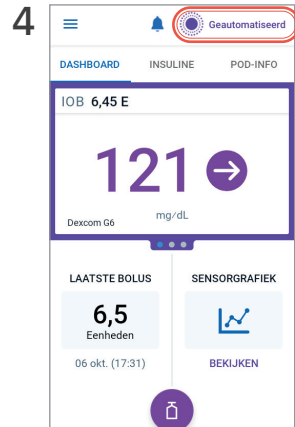 4
Geautomatiseerd
DASHBOARD INSULINE POD-INFO
IOB 6,45 E
121
mg/dL
Dexcom G6
LAATSTE BOLUS SENSORGRAFIEK
6,5
Eenheden
06 okt. (17:31) BEKIJKEN